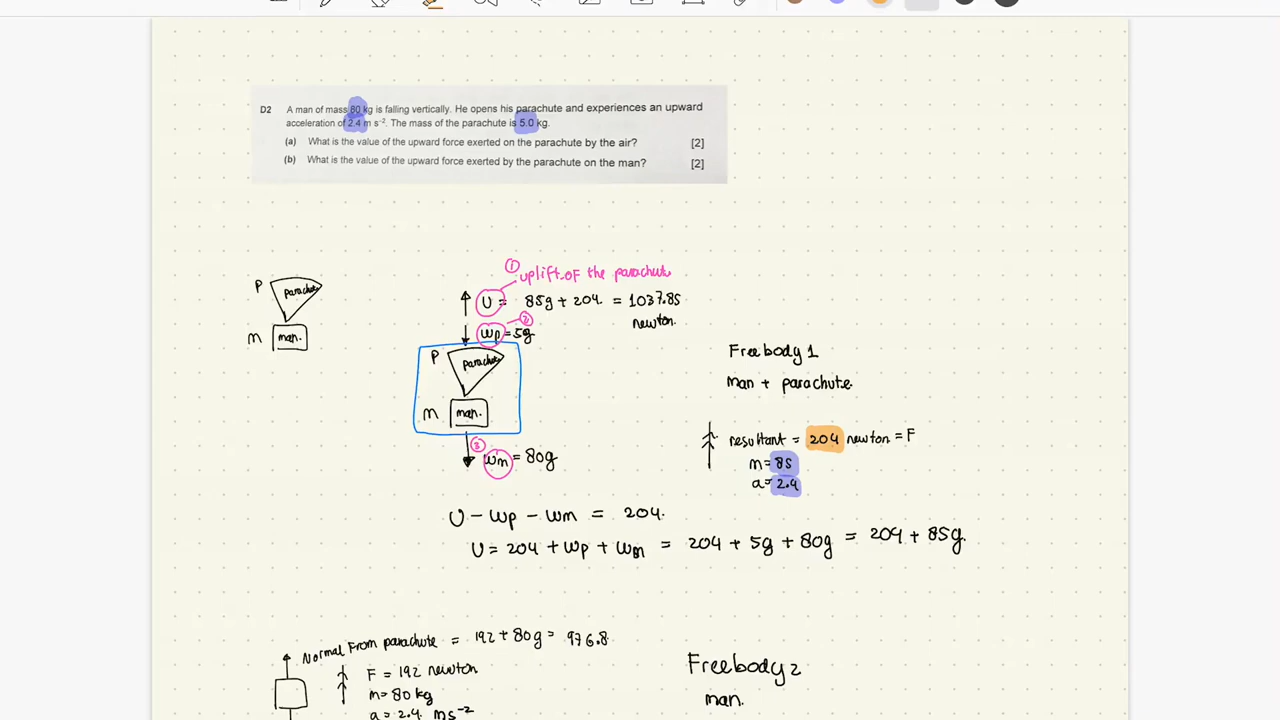 D2 A man of mass 80 kg is falling vertically. He opens his parachute and experiences an upward
acceleration of 2.4 m s⁻². The mass of the parachute is 5.0 kg.
(a) What is the value of the upward force exerted on the parachute by the air? [2]
(b) What is the value of the upward force exerted by the parachute on the man? [2]
① uplift of the parachute
U = 85g + 204 = 1037.85
newton.
② Wp = 5g
P parachute
m man.
P parachute
m man.
③ Wm = 80g
Freebody 1
man + parachute
resultant = 204 newton = F
m = 85
a = 2.4
U - Wp - Wm = 204.
U = 204 + Wp + Wm = 204 + 5g + 80g = 204 + 85g.
Normal From parachute = 192 + 80g = 976.8
F = 192 newton
m = 80 kg
a = 2.4 ms⁻²
Freebody 2
man.